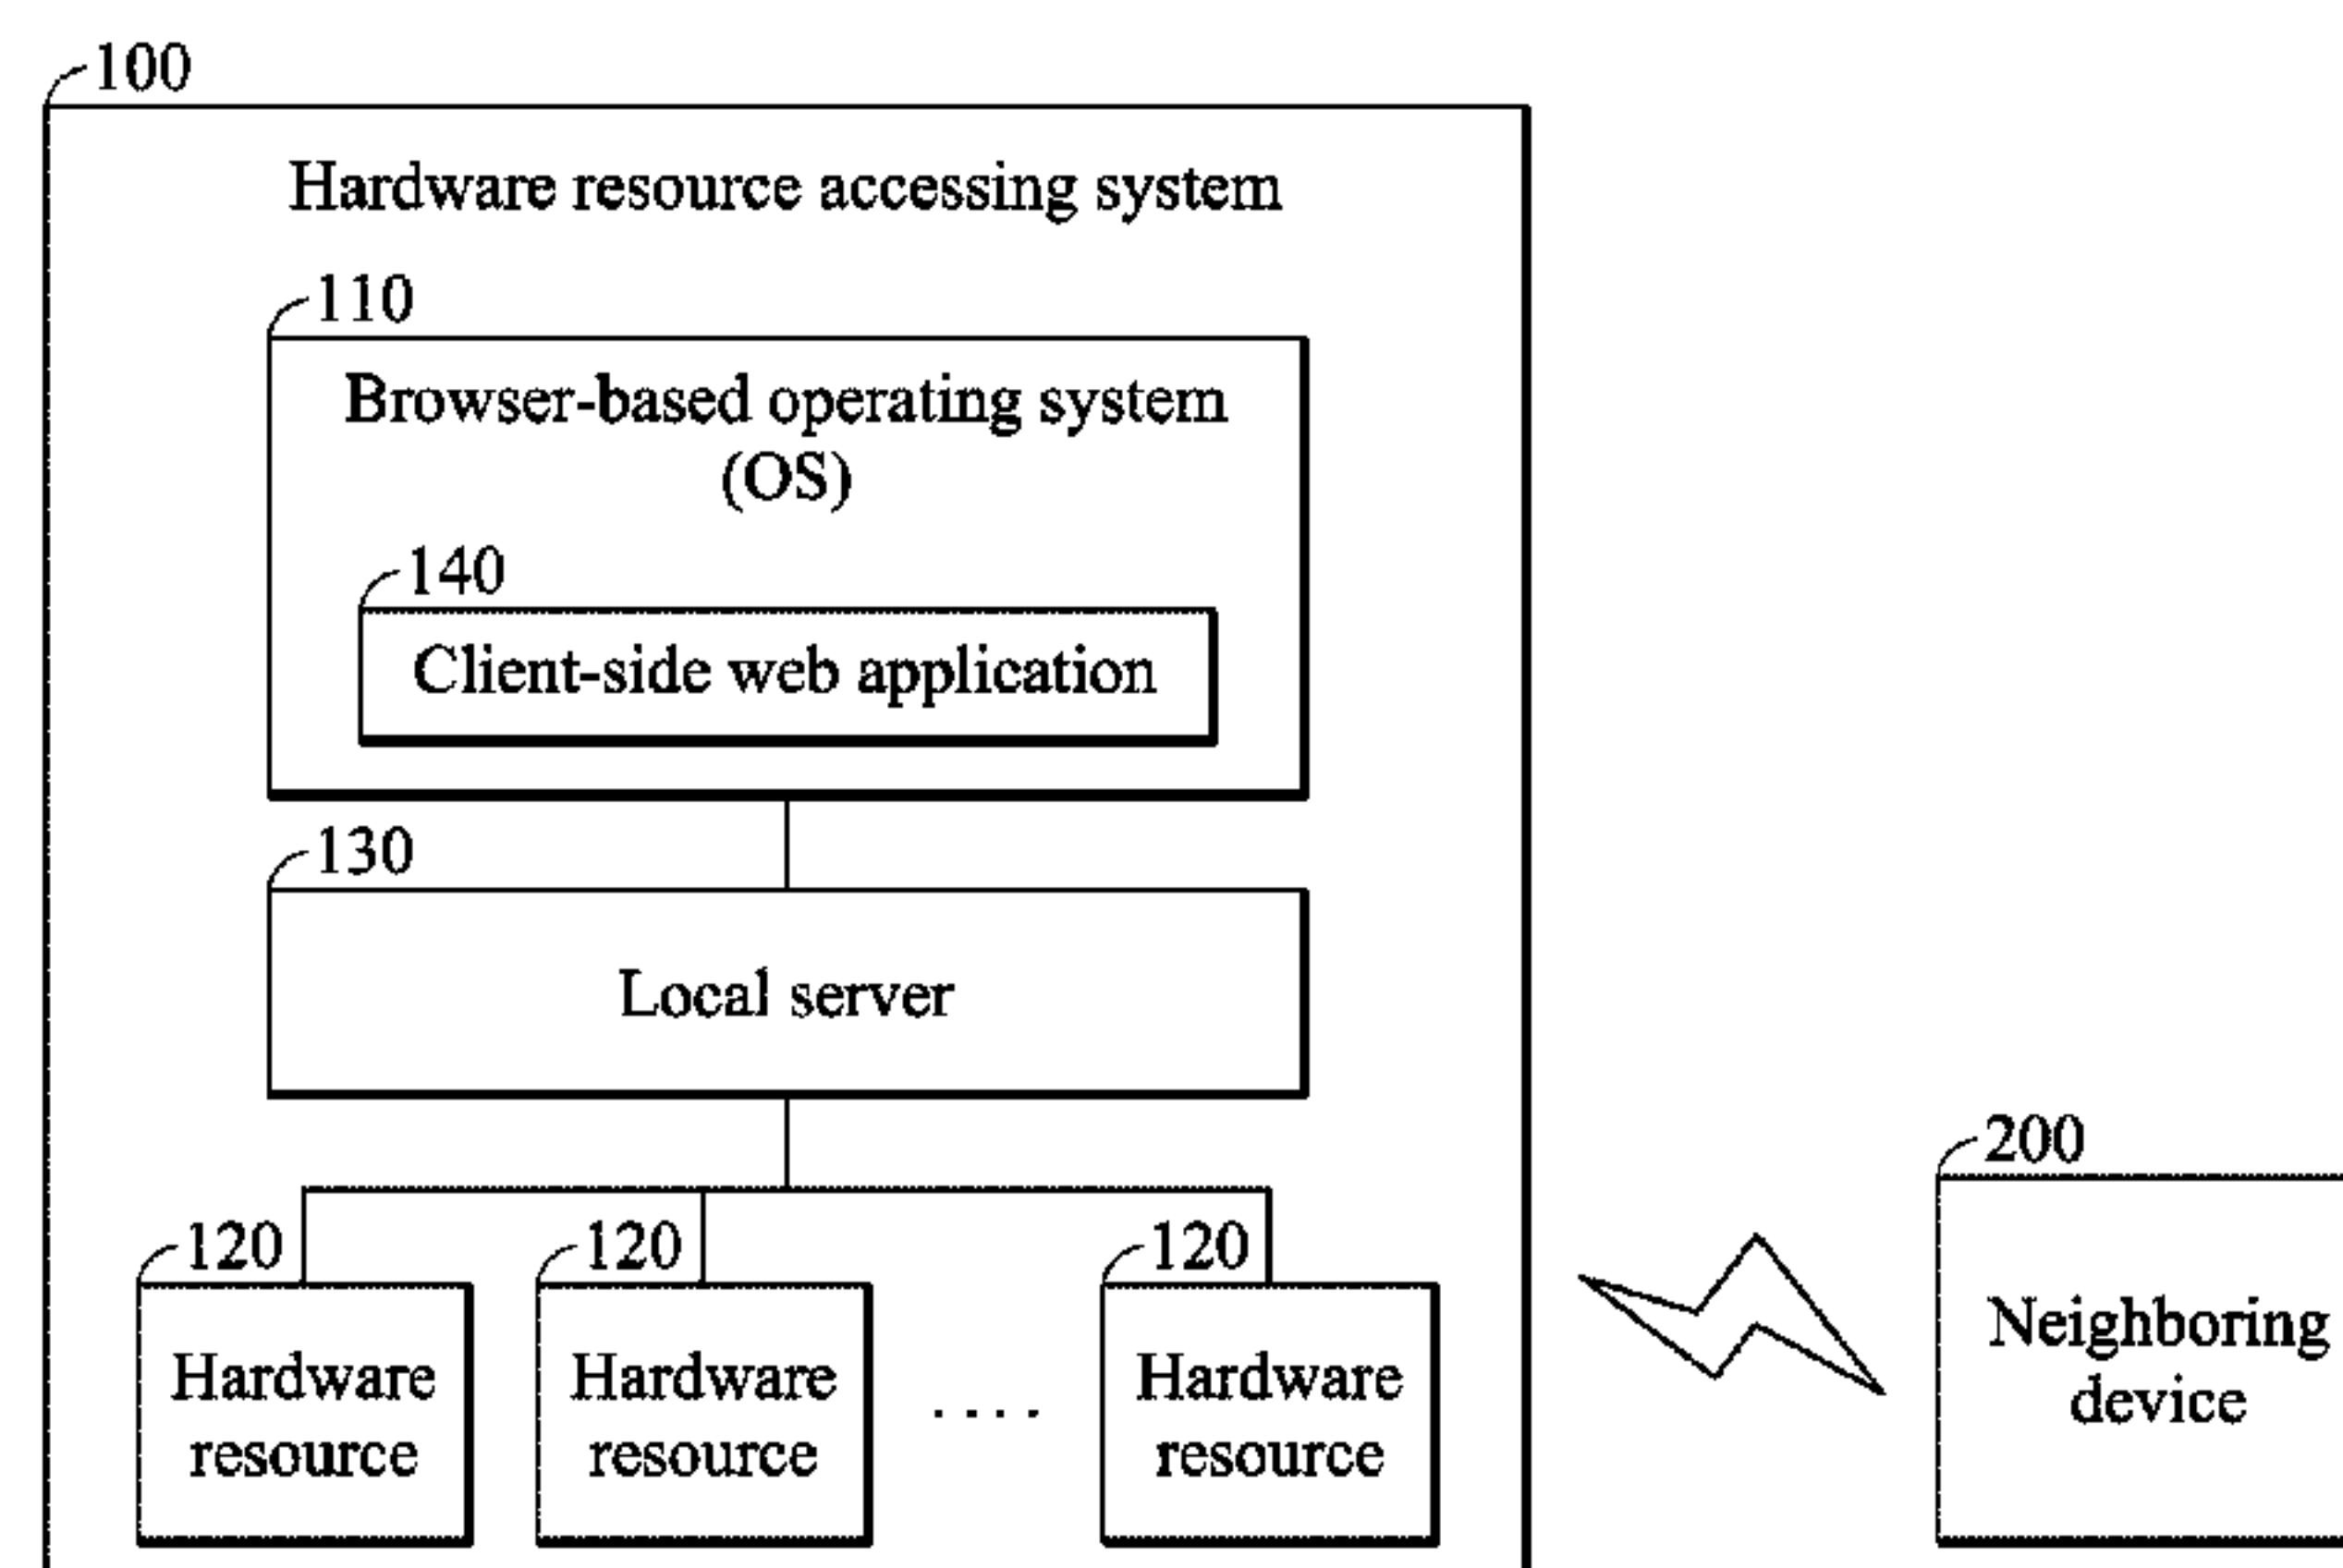 100
Hardware resource accessing system
110
Browser-based operating system
(OS)
140
Client-side web application
130
Local server
120
Hardware
resource
120
Hardware
resource
....
120
Hardware
resource
200
Neighboring
device